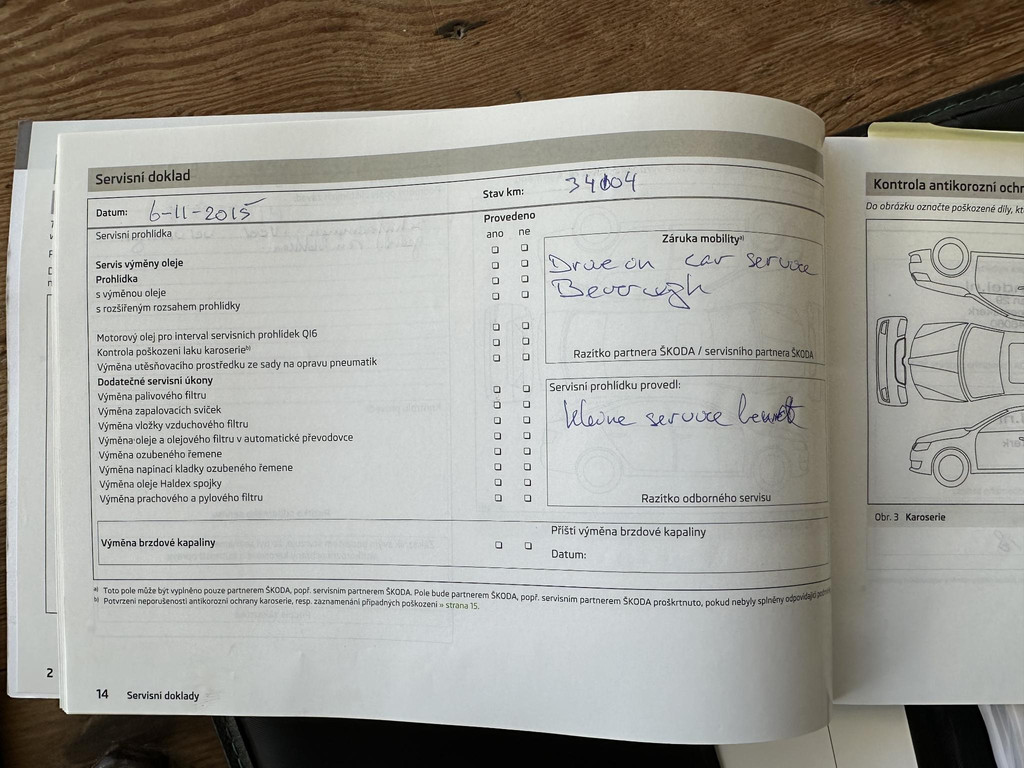 Servisní doklad
Datum: 6-11-2015
Stav km: 34104
Servisní prohlídka
Provedeno
ano ne
Servis výměny oleje
Prohlídka
s výměnou oleje
s rozšířeným rozsahem prohlídky
Motorový olej pro interval servisních prohlídek QI6
Kontrola poškození laku karoserie b)
Výměna utěsňovacího prostředku ze sady na opravu pneumatik
Dodatečné servisní úkony
Výměna palivového filtru
Výměna zapalovacích svíček
Výměna vložky vzduchového filtru
Výměna oleje a olejového filtru v automatické převodovce
Výměna ozubeného řemene
Výměna napínací kladky ozubeného řemene
Výměna oleje Haldex spojky
Výměna prachového a pylového filtru
Záruka mobility a)
car service
Razítko partnera ŠKODA / servisního partnera ŠKODA
Servisní prohlídku provedl:
kleine service
Razítko odborného servisu
Výměna brzdové kapaliny
Příští výměna brzdové kapaliny
Datum:
a) Toto pole může být vyplněno pouze partnerem ŠKODA, popř. servisním partnerem ŠKODA. Pole bude partnerem ŠKODA, popř. servisním partnerem ŠKODA proškrtnuto, pokud nebyly splněny
b) Potvrzení neporušenosti antikorozní ochrany karoserie, resp. zaznamenání případných poškození » strana 15.
14 Servisní doklady
2
Kontrola antikorozní ochr
Do obrázku označte poškozené díly, kt
Obr. 3 Karoserie